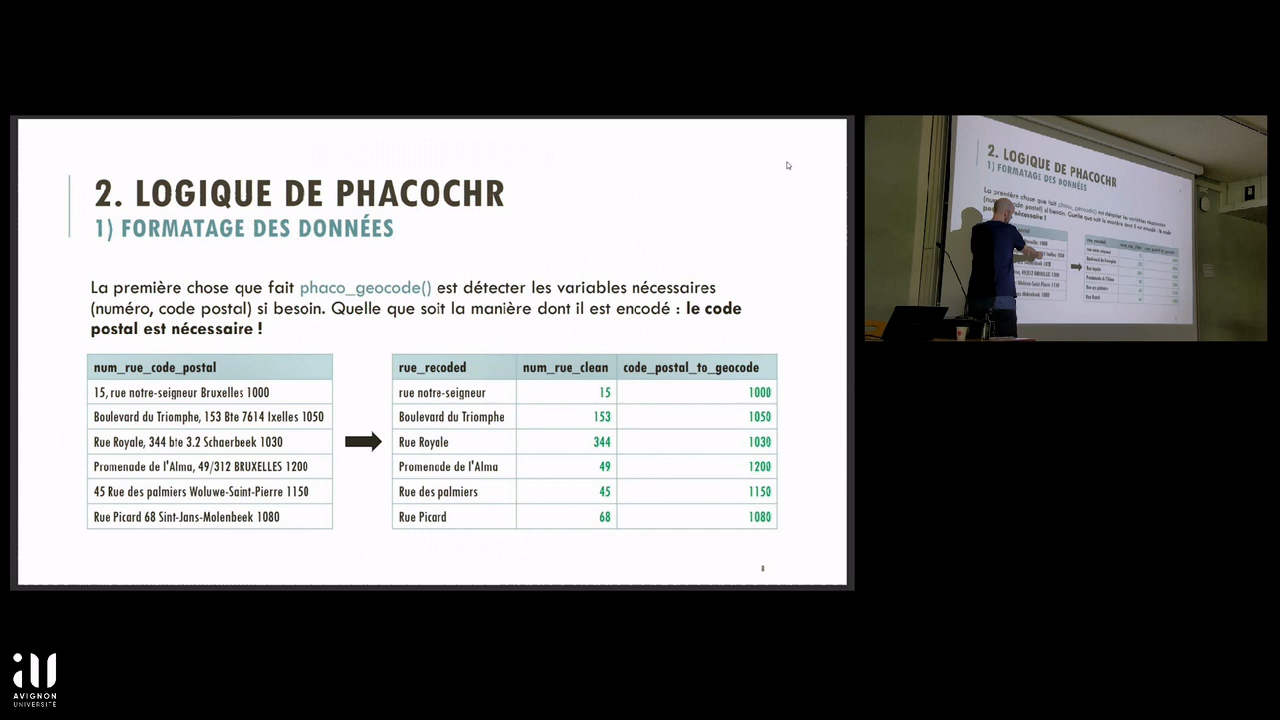 2. LOGIQUE DE PHACOCHR
1) FORMATAGE DES DONNÉES
La première chose que fait phaco_geocode() est détecter les variables nécessaires
(numéro, code postal) si besoin. Quelle que soit la manière dont il est encodé : le code
postal est nécessaire !
num_rue_code_postal
15, rue notre-seigneur Bruxelles 1000
Boulevard du Triomphe, 153 Bte 7614 Ixelles 1050
Rue Royale, 344 bte 3.2 Schaerbeek 1030
Promenade de l'Alma, 49/312 BRUXELLES 1200
45 Rue des palmiers Woluwe-Saint-Pierre 1150
Rue Picard 68 Sint-Jans-Molenbeek 1080
rue_recoded num_rue_clean code_postal_to_geocode
rue notre-seigneur 15 1000
Boulevard du Triomphe 153 1050
Rue Royale 344 1030
Promenade de l'Alma 49 1200
Rue des palmiers 45 1150
Rue Picard 68 1080
8
2. LOGIQUE DE PHACOCHR
1) FORMATAGE DES DONNÉES
AVIGNON
UNIVERSITÉ